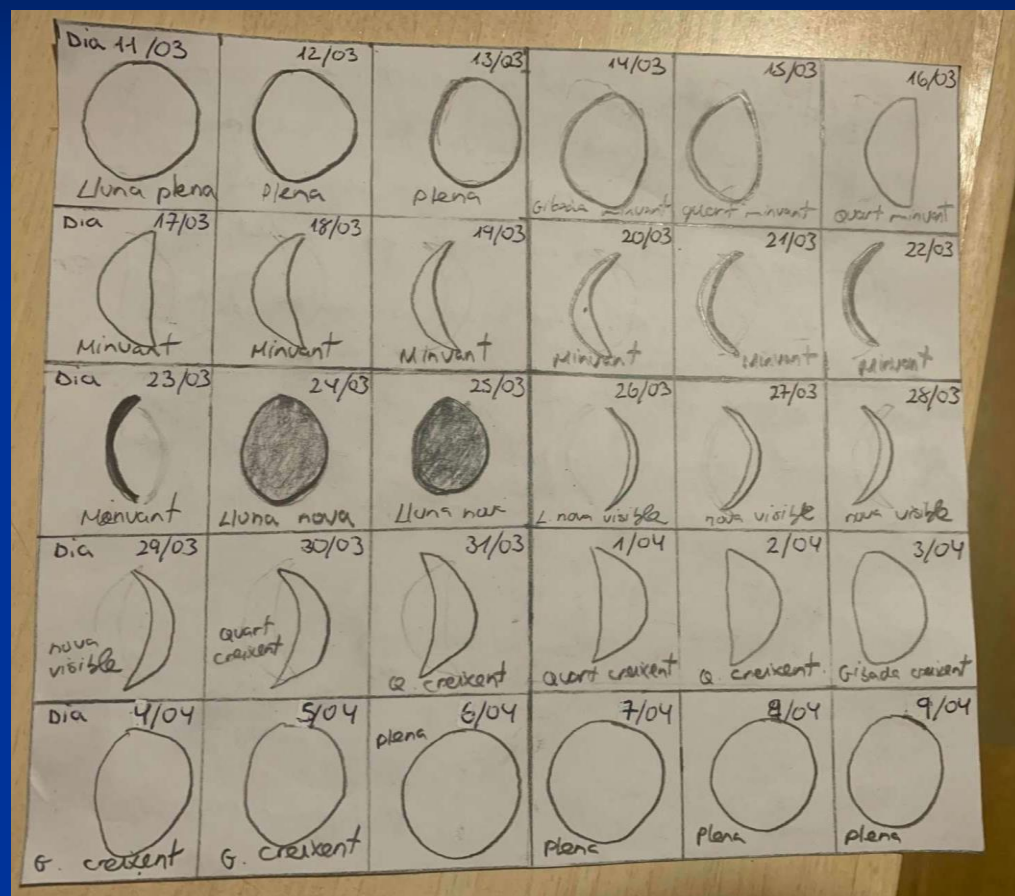 Dia 11/03
12/03
13/03
14/03
15/03
16/03
Lluna plena
Plena
plena
Gibada minvant
quart minvant
Quart minvant
Dia 17/03
18/03
19/03
20/03
21/03
22/03
Minvant
Minvant
Minvant
Minvant
Minvant
Minvant
Dia 23/03
24/03
25/03
26/03
27/03
28/03
Monvant
Lluna nova
Lluna nova
L nova visible
nova visible
nova visible
Dia 29/03
30/03
31/03
1/04
2/04
3/04
nova
visible
Quart
creixent
Q. creixent
Quart creixent
Q. creixent.
Gibada creixent
Dia 4/04
5/04
6/04
7/04
8/04
9/04
G. creixent
G. creixent
plena
Plena
Plena
plena